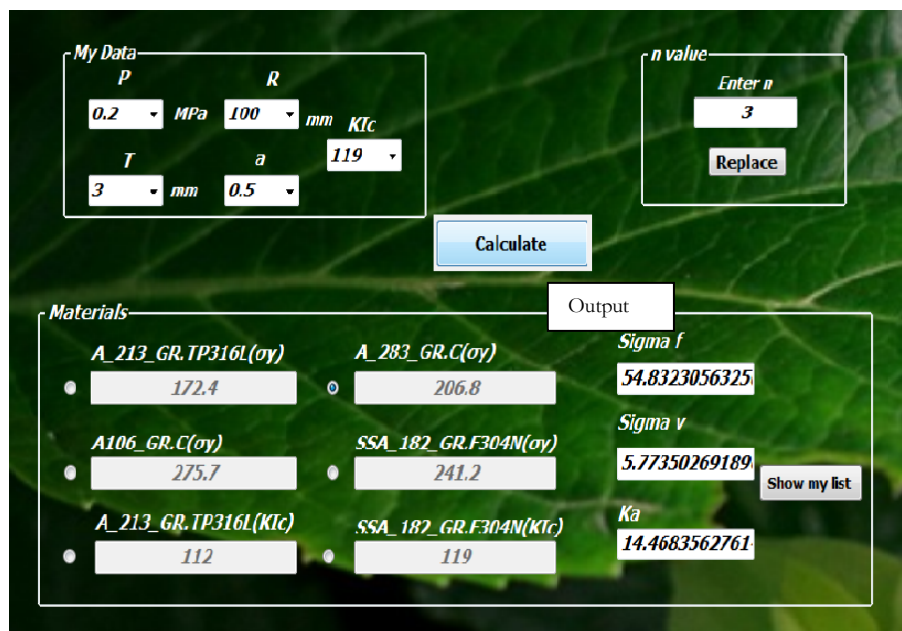 My Data
P R
0.2 MPa 100 mm KIc
119
T a
3 mm 0.5
n value
Enter n
3
Replace
Calculate
Output
Materials
A_213_GR.TP316L(σy) A_283_GR.C(σy) Sigma f
172.4 206.8 54.8323056325
A106_GR.C(σy) SSA_182_GR.F304N(σy) Sigma v
275.7 241.2 5.77350269189
Show my list
A_213_GR.TP316L(KIc) SSA_182_GR.F304N(KIc) Ka
112 119 14.4683562761